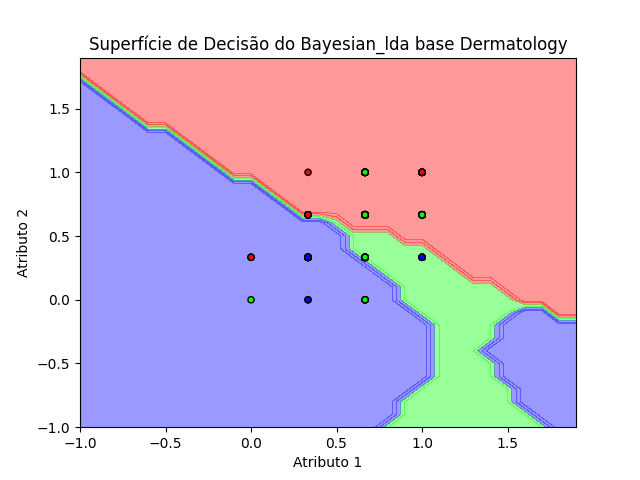 Superfície de Decisão do Bayesian_lda base Dermatology
Atributo 2
1.5
1.0
0.5
0.0
−0.5
−1.0
−1.0 −0.5 0.0 0.5 1.0 1.5
Atributo 1